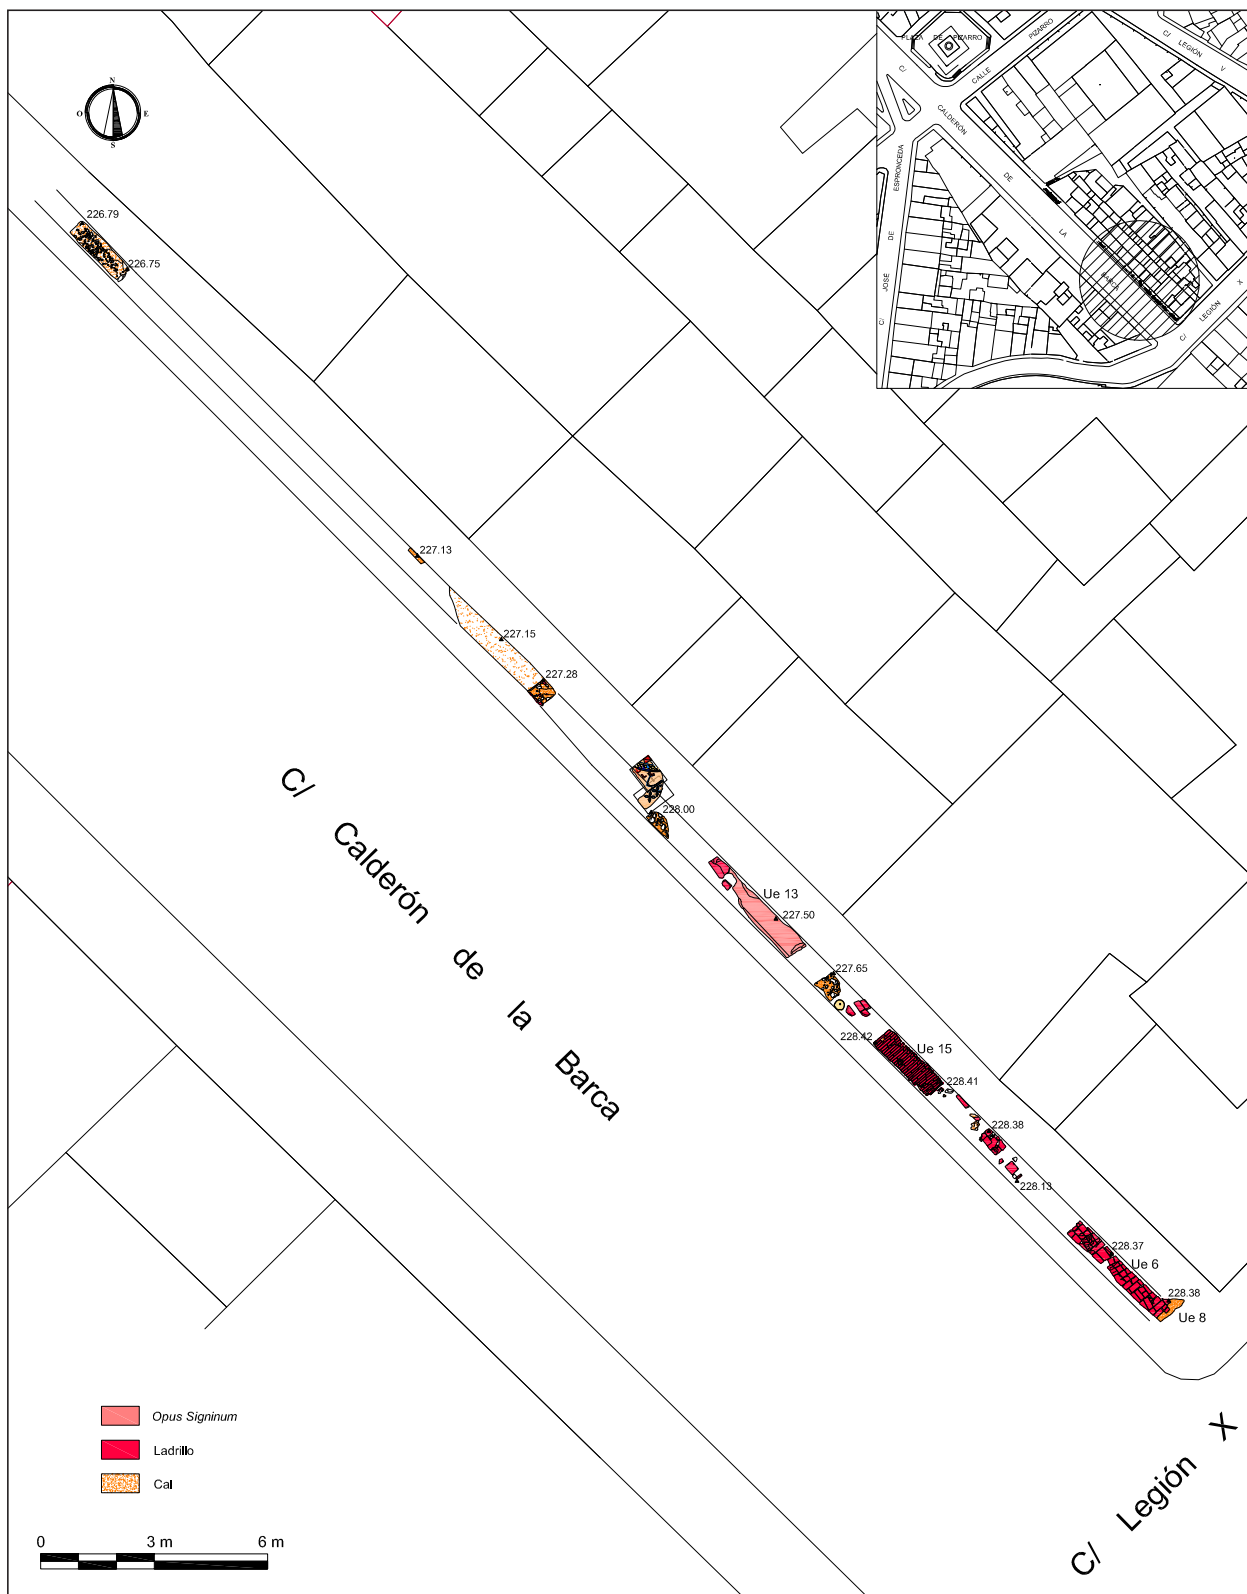 N
O E
S
PLAZA DE PIZARRO
C/
CALLE PIZARRO
C/ LEGIÓN V
CALDERÓN DE LA BARCA
C/ JOSÉ DE ESPRONCEDA
C/ LEGIÓN X
226.79
226.75
227.13
227.15
227.28
228.00
Ue 13
227.50
227.65
228.42
Ue 15
228.41
228.38
228.13
228.37
Ue 6
228.38
Ue 8
C/ Calderón de la Barca
C/ Legión X
Opus Signinum
Ladrillo
Cal
0 3 m 6 m